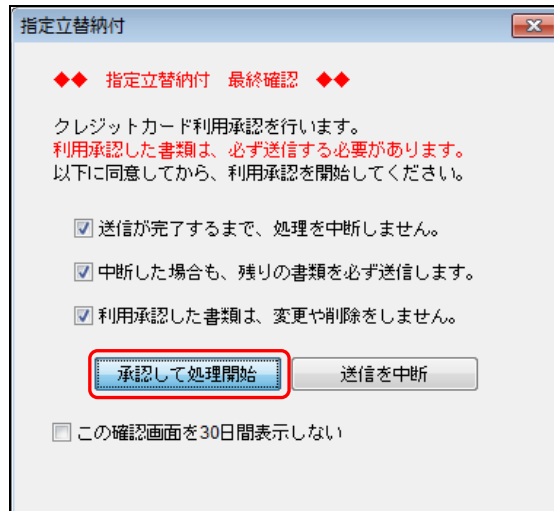 指定立替納付
◆◆ 指定立替納付 最終確認 ◆◆
クレジットカード利用承認を行います。
利用承認した書類は、必ず送信する必要があります。
以下に同意してから、利用承認を開始してください。
送信が完了するまで、処理を中断しません。
中断した場合も、残りの書類を必ず送信します。
利用承認した書類は、変更や削除をしません。
承認して処理開始 送信を中断
この確認画面を30日間表示しない